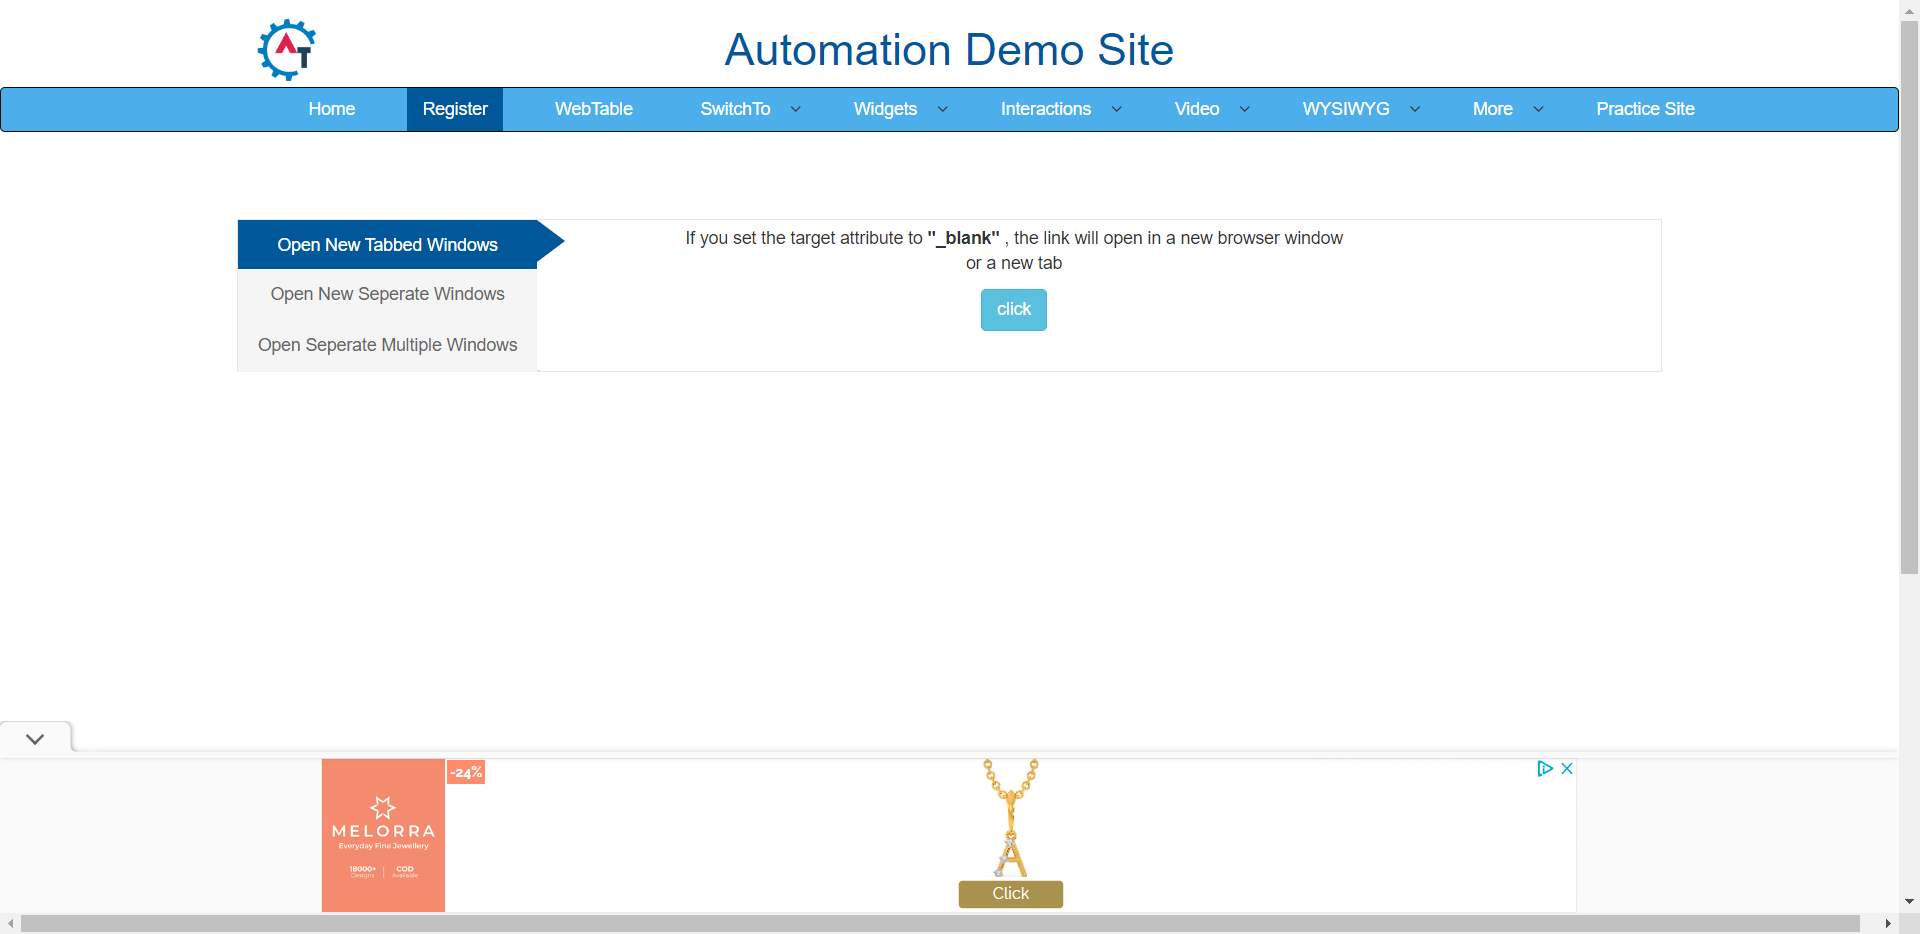 AT
Automation Demo Site
Home Register WebTable SwitchTo Widgets Interactions Video WYSIWYG More Practice Site
Open New Tabbed Windows
Open New Seperate Windows
Open Seperate Multiple Windows
If you set the target attribute to "_blank" , the link will open in a new browser window
or a new tab
click
MELORRA
Everyday Fine Jewellery
18000+ Designs
COD Available
-24%
A
Click